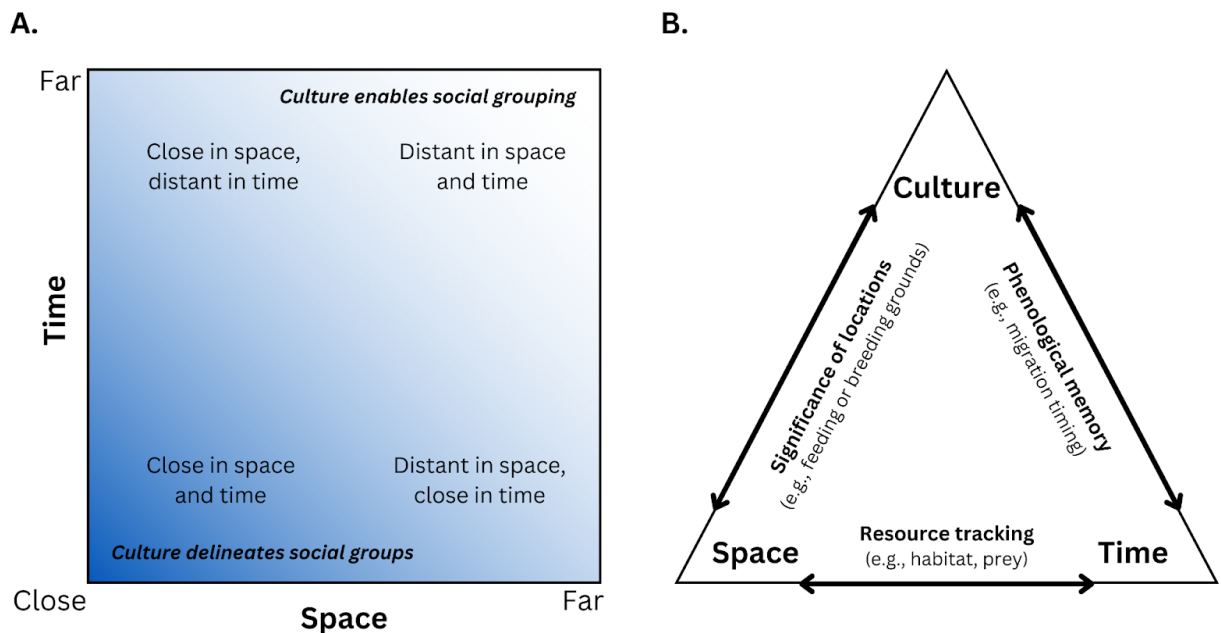 A.
Far
Culture enables social grouping
Close in space,
distant in time
Distant in space
and time
Time
Close in space
and time
Distant in space,
close in time
Culture delineates social groups
Close
Space
Far
B.
Culture
Significance of locations
(e.g., feeding or breeding grounds)
Phenological memory
(e.g., migration timing)
Space
Resource tracking
(e.g., habitat, prey)
Time